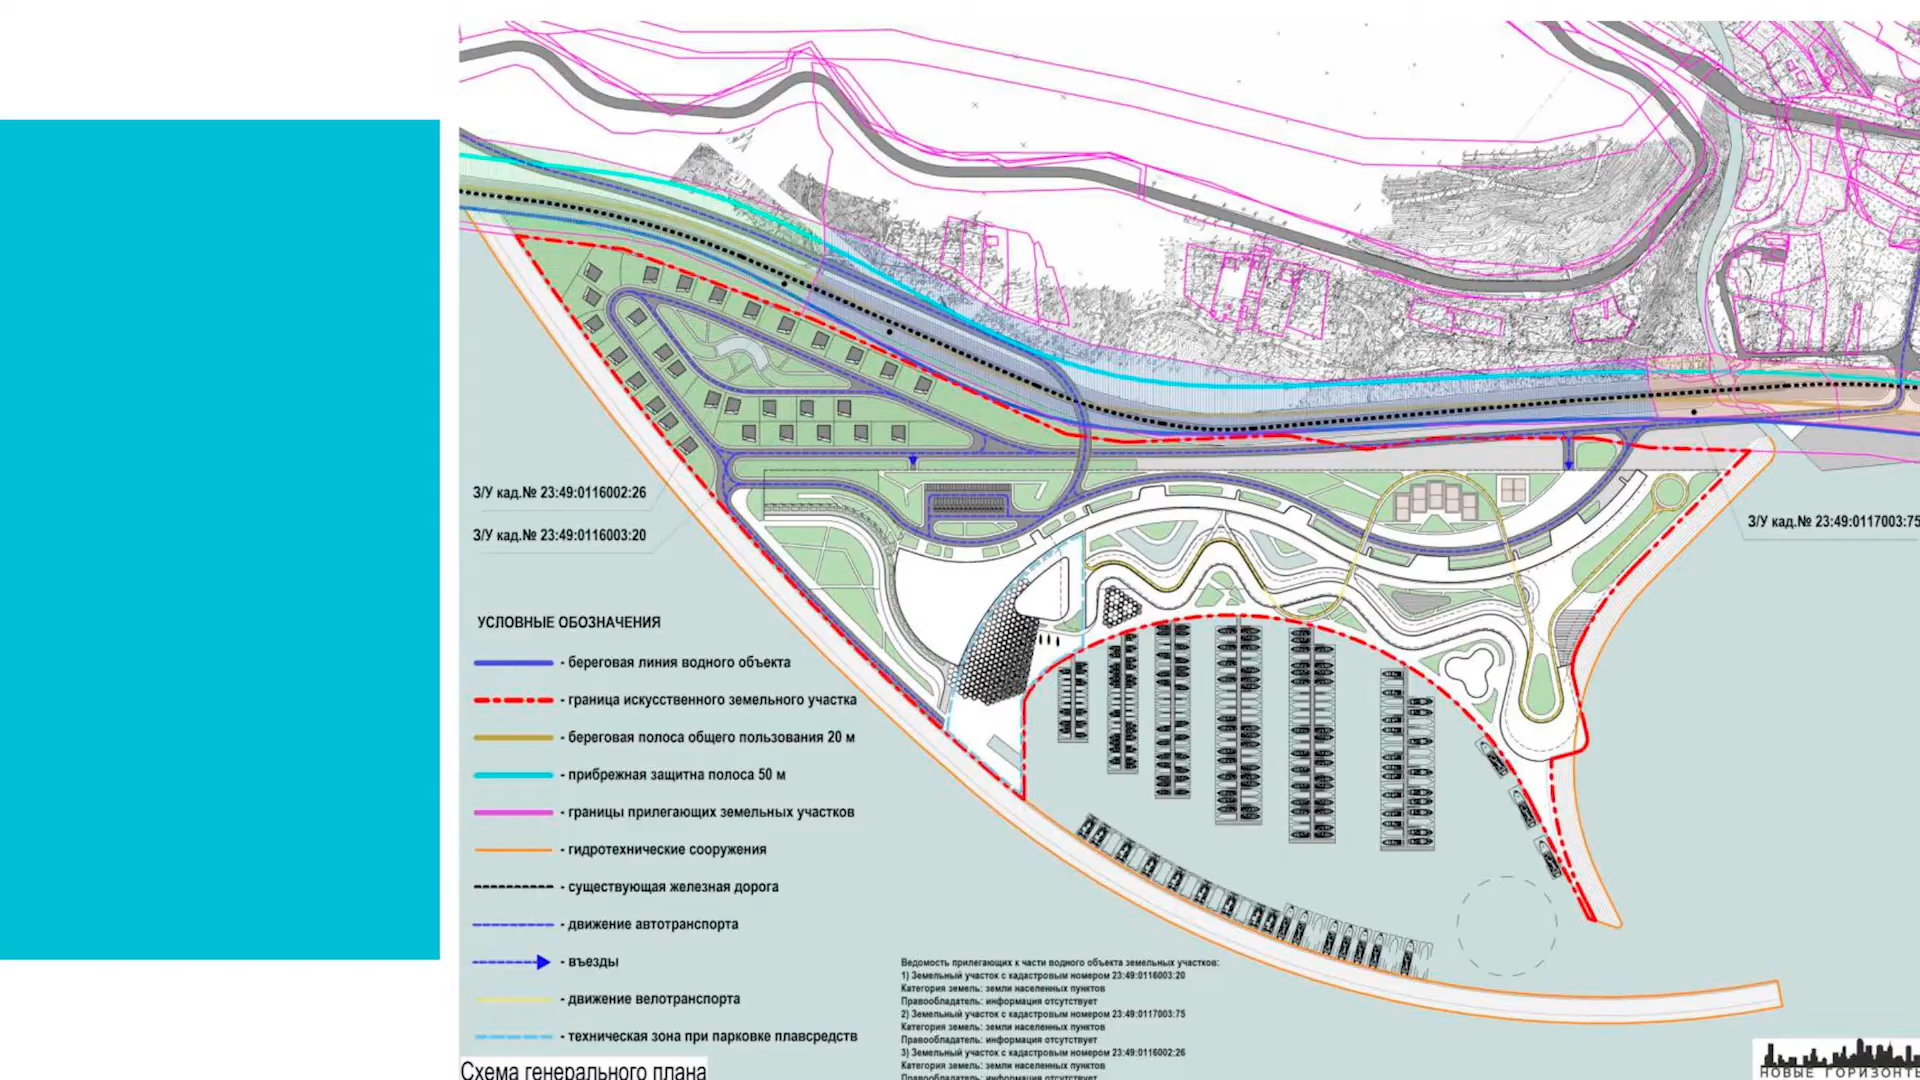 З/У кад.№ 23:49:0116002:26
З/У кад.№ 23:49:0116003:20
З/У кад.№ 23:49:0117003:75
УСЛОВНЫЕ ОБОЗНАЧЕНИЯ
- береговая линия водного объекта
- граница искусственного земельного участка
- береговая полоса общего пользования 20 м
- прибрежная защитна полоса 50 м
- границы прилегающих земельных участков
- гидротехнические сооружения
- существующая железная дорога
- движение автотранспорта
- въезды
- движение велотранспорта
- техническая зона при парковке плавсредств
Схема генерального плана
Ведомость прилегающих к части водного объекта земельных участков:
1) Земельный участок с кадастровым номером 23:49:0116003:20
Категория земель: земли населенных пунктов
Правообладатель: информация отсутствует
2) Земельный участок с кадастровым номером 23:49:0117003:75
Категория земель: земли населенных пунктов
Правообладатель: информация отсутствует
3) Земельный участок с кадастровым номером 23:49:0116002:26
Категория земель: земли населенных пунктов
Правообладатель: информация отсутствует
НОВЫЕ ГОРИЗОНТЫ